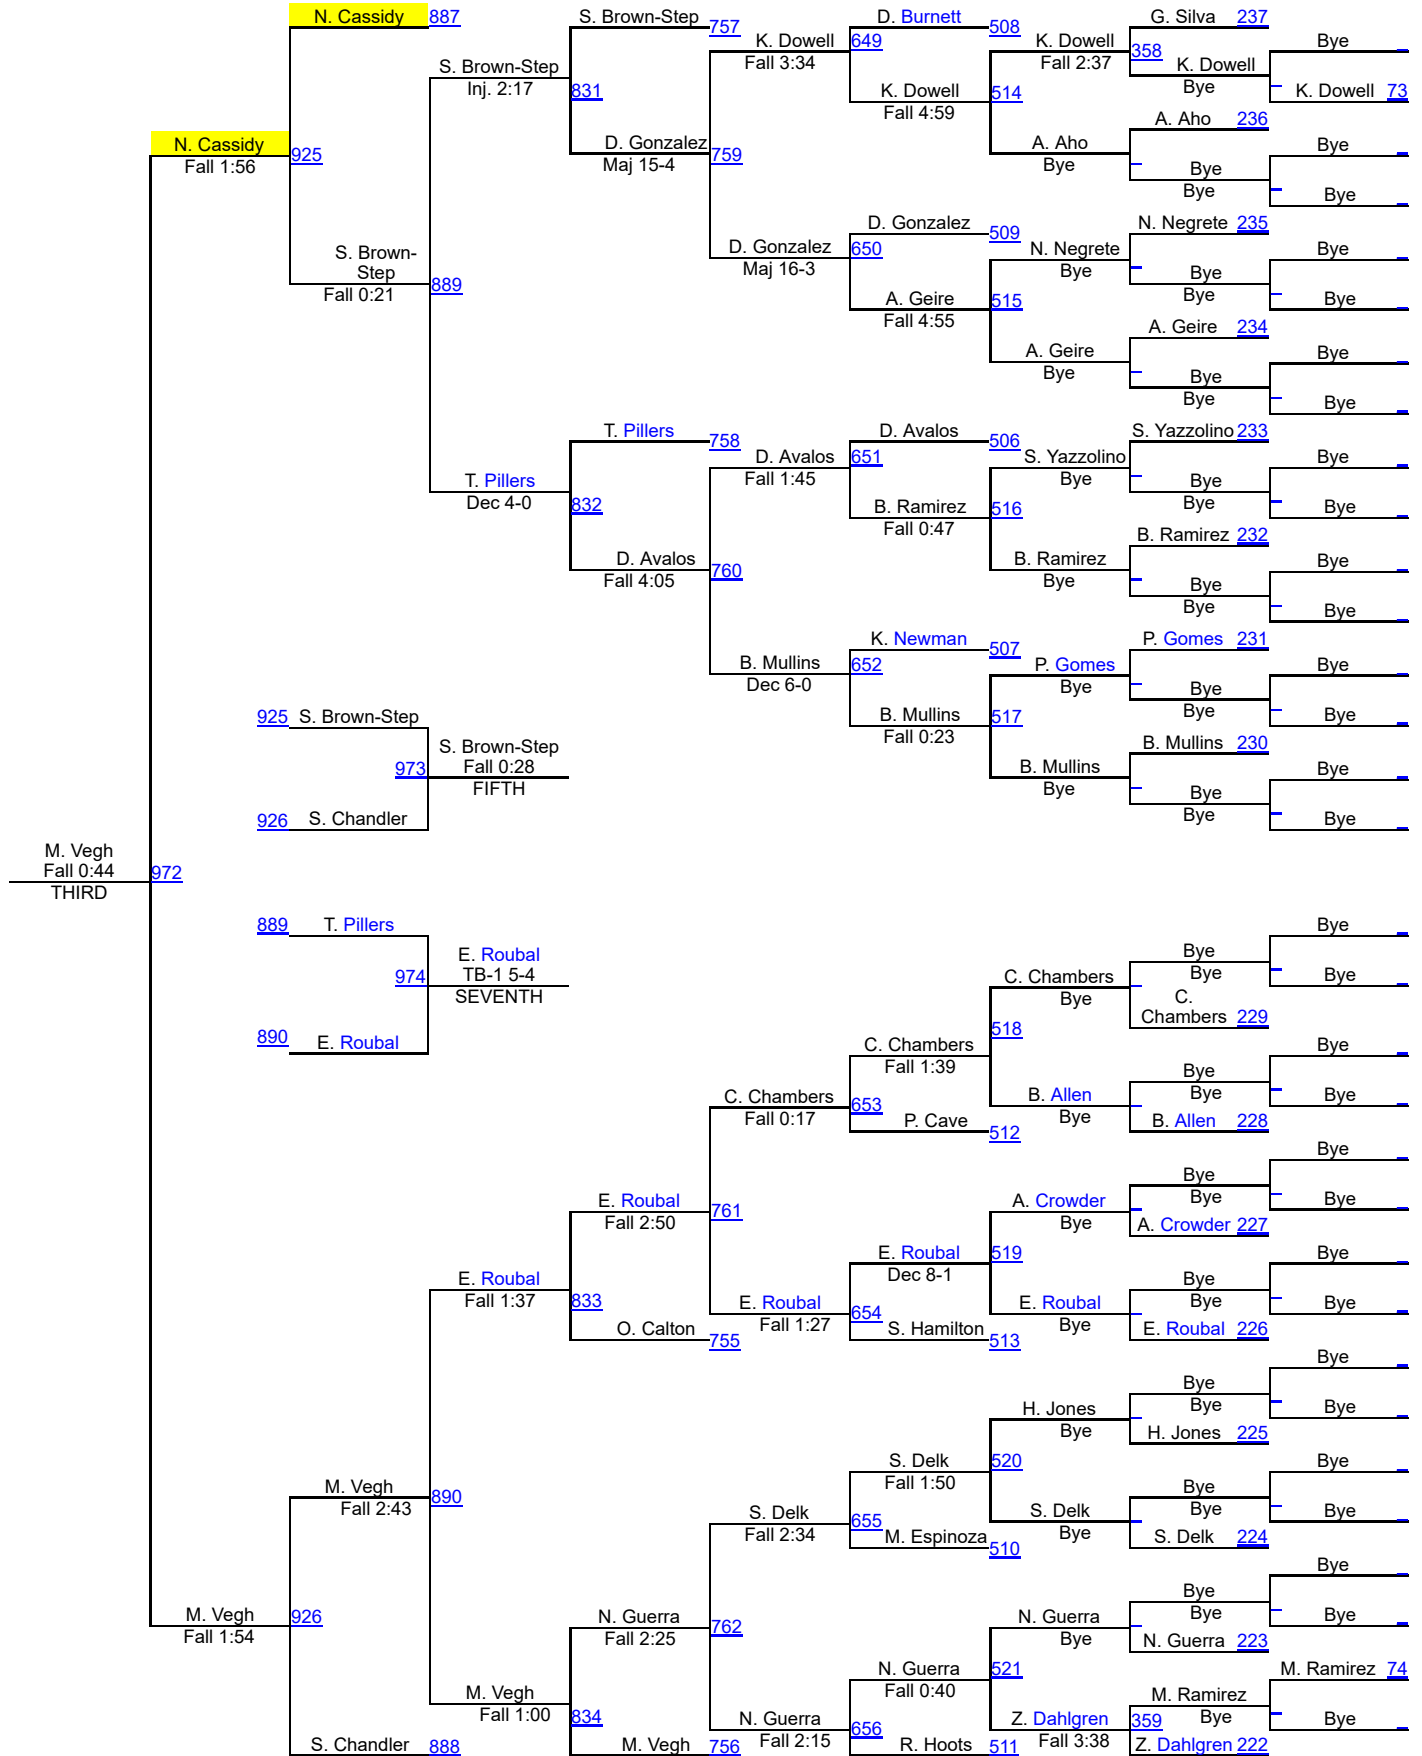 N. Cassidy 887 S. Brown-Step 757 D. Burnett 508 G. Silva 237
K. Dowell 649 K. Dowell 358 Bye
Fall 3:34 Fall 2:37
S. Brown-Step K. Dowell
Inj. 2:17 831 K. Dowell 514 Bye K. Dowell 73
Fall 4:59
A. Aho 236
N. Cassidy 925 D. Gonzalez 759 A. Aho Bye
Fall 1:56 Maj 15-4 Bye
Bye
Bye Bye
N. Negrete 235
D. Gonzalez 509
D. Gonzalez 650 N. Negrete Bye
Maj 16-3 Bye
S. Brown-
Step Bye
Fall 0:21 889 Bye Bye
A. Geire 515
Fall 4:55
A. Geire 234
A. Geire Bye
Bye
Bye
Bye Bye
T. Pillers 758 D. Avalos 506 S. Yazzolino 233
D. Avalos 651 S. Yazzolino Bye
Fall 1:45 Bye
T. Pillers Bye
Dec 4-0 832 B. Ramirez 516 Bye Bye
Fall 0:47
B. Ramirez 232
D. Avalos 760 B. Ramirez Bye
Fall 4:05 Bye
Bye
Bye Bye
K. Newman 507 P. Gomes 231
B. Mullins 652 P. Gomes Bye
Dec 6-0 Bye
Bye
Bye Bye
925 S. Brown-Step B. Mullins 517
Fall 0:23
S. Brown-Step B. Mullins 230
973 Fall 0:28 B. Mullins Bye
FIFTH Bye
Bye
926 S. Chandler Bye Bye
M. Vegh
Fall 0:44 972
THIRD
889 T. Pillers Bye
E. Roubal Bye
974 TB-1 5-4 C. Chambers Bye Bye
SEVENTH Bye
C.
Chambers 229
518
890 E. Roubal C. Chambers Bye
Fall 1:39
Bye
C. Chambers 653 B. Allen Bye Bye
Fall 0:17 Bye
P. Cave 512 B. Allen 228
Bye
Bye
E. Roubal 761 A. Crowder Bye Bye
Fall 2:50 Bye
A. Crowder 227
E. Roubal 519 Bye
Dec 8-1
E. Roubal Bye
Fall 1:37 833 E. Roubal 654 E. Roubal Bye Bye
Fall 1:27 Bye
O. Calton 755 S. Hamilton 513 E. Roubal 226
Bye
Bye
H. Jones Bye Bye
Bye
H. Jones 225
S. Delk 520 Bye
Fall 1:50
M. Vegh 890 Bye
Fall 2:43 S. Delk Bye Bye
S. Delk 655 Bye
Fall 2:34 M. Espinoza 510 S. Delk 224
Bye
Bye
M. Vegh 926 N. Guerra 762 N. Guerra Bye Bye
Fall 1:54 Fall 2:25 Bye
N. Guerra 223
N. Guerra 521 M. Ramirez 74
Fall 0:40
M. Vegh M. Ramirez
Fall 1:00 834 N. Guerra 656 Z. Dahlgren 359 Bye Bye
Fall 2:15 Fall 3:38
S. Chandler 888 M. Vegh 756 R. Hoots 511 Z. Dahlgren 222